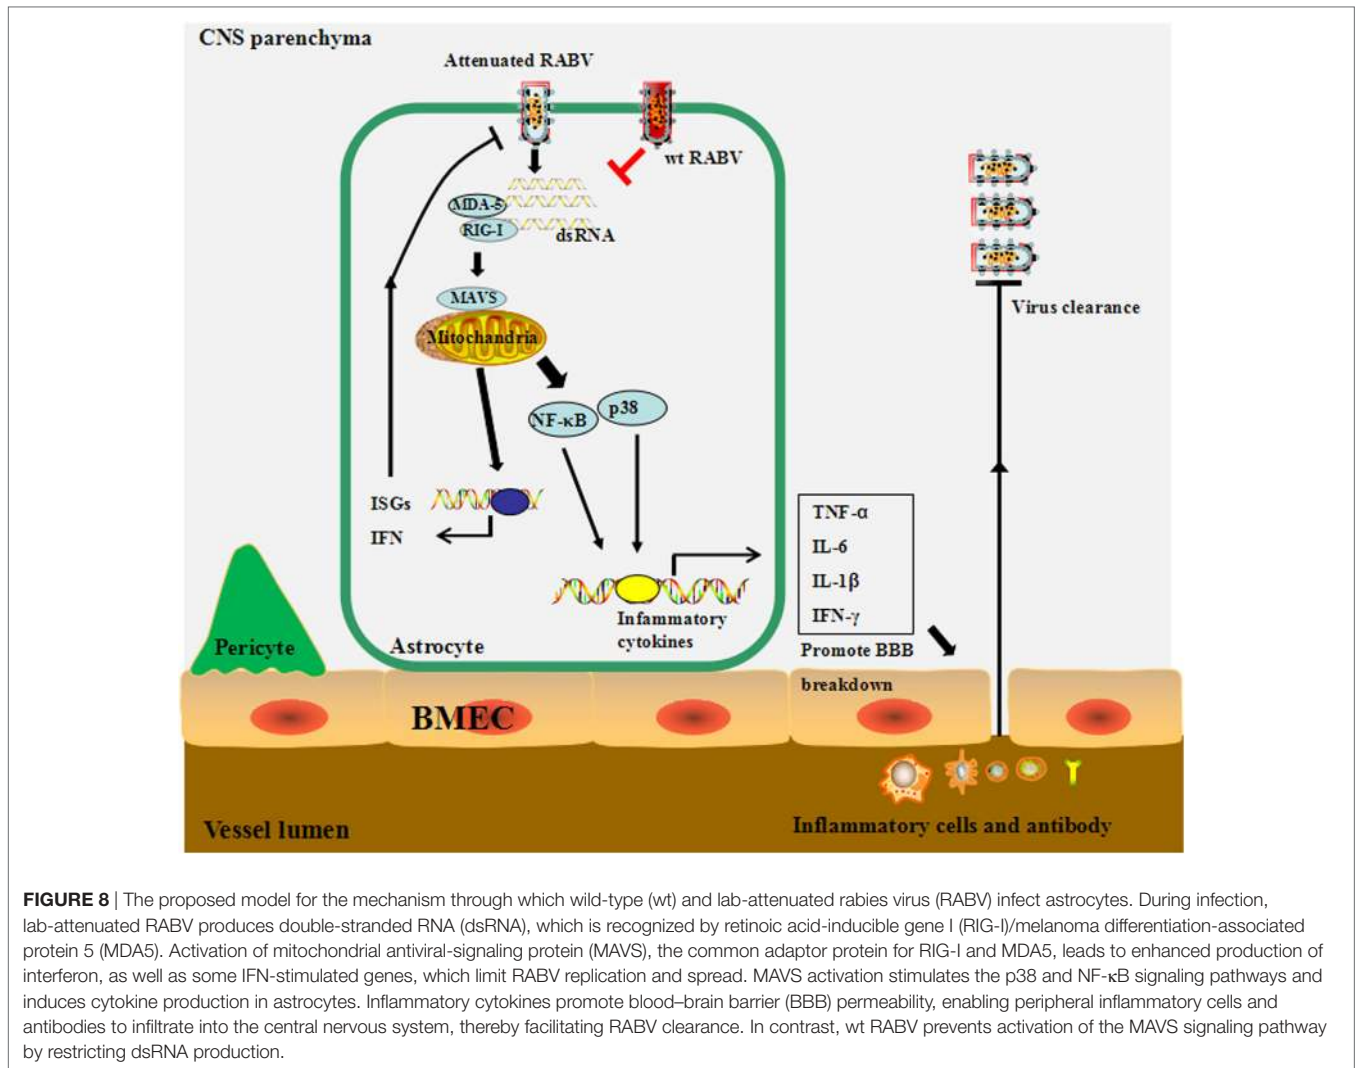 CNS parenchyma
Attenuated RABV
wt RABV
MDA-5
RIG-I
dsRNA
MAVS
Mitochandria
NF-κB
p38
ISGs
IFN
Virus clearance
TNF-α
IL-6
IL-1β
IFN-γ
Infammatory
cytokines
Promote BBB
breakdown
Pericyte
Astrocyte
BMEC
Vessel lumen
Inflammatory cells and antibody
FIGURE 8 | The proposed model for the mechanism through which wild-type (wt) and lab-attenuated rabies virus (RABV) infect astrocytes. During infection,
lab-attenuated RABV produces double-stranded RNA (dsRNA), which is recognized by retinoic acid-inducible gene I (RIG-I)/melanoma differentiation-associated
protein 5 (MDA5). Activation of mitochondrial antiviral-signaling protein (MAVS), the common adaptor protein for RIG-I and MDA5, leads to enhanced production of
interferon, as well as some IFN-stimulated genes, which limit RABV replication and spread. MAVS activation stimulates the p38 and NF-κB signaling pathways and
induces cytokine production in astrocytes. Inflammatory cytokines promote blood–brain barrier (BBB) permeability, enabling peripheral inflammatory cells and
antibodies to infiltrate into the central nervous system, thereby facilitating RABV clearance. In contrast, wt RABV prevents activation of the MAVS signaling pathway
by restricting dsRNA production.